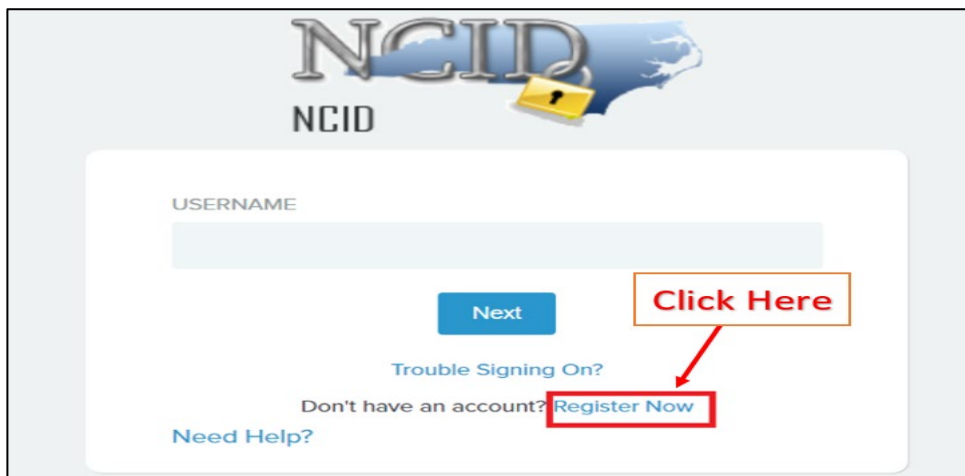 NCID
NCID
USERNAME
Next
Click Here
Trouble Signing On?
Don't have an account? Register Now
Need Help?